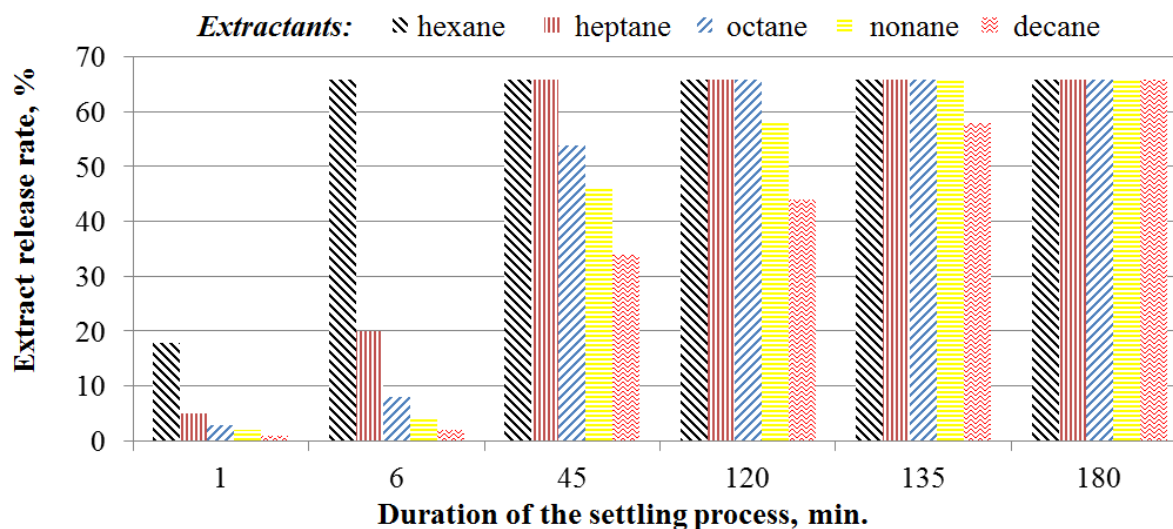 Extractants: hexane heptane octane nonane decane
Extract release rate, %
70
60
50
40
30
20
10
0
1 6 45 120 135 180
Duration of the settling process, min.